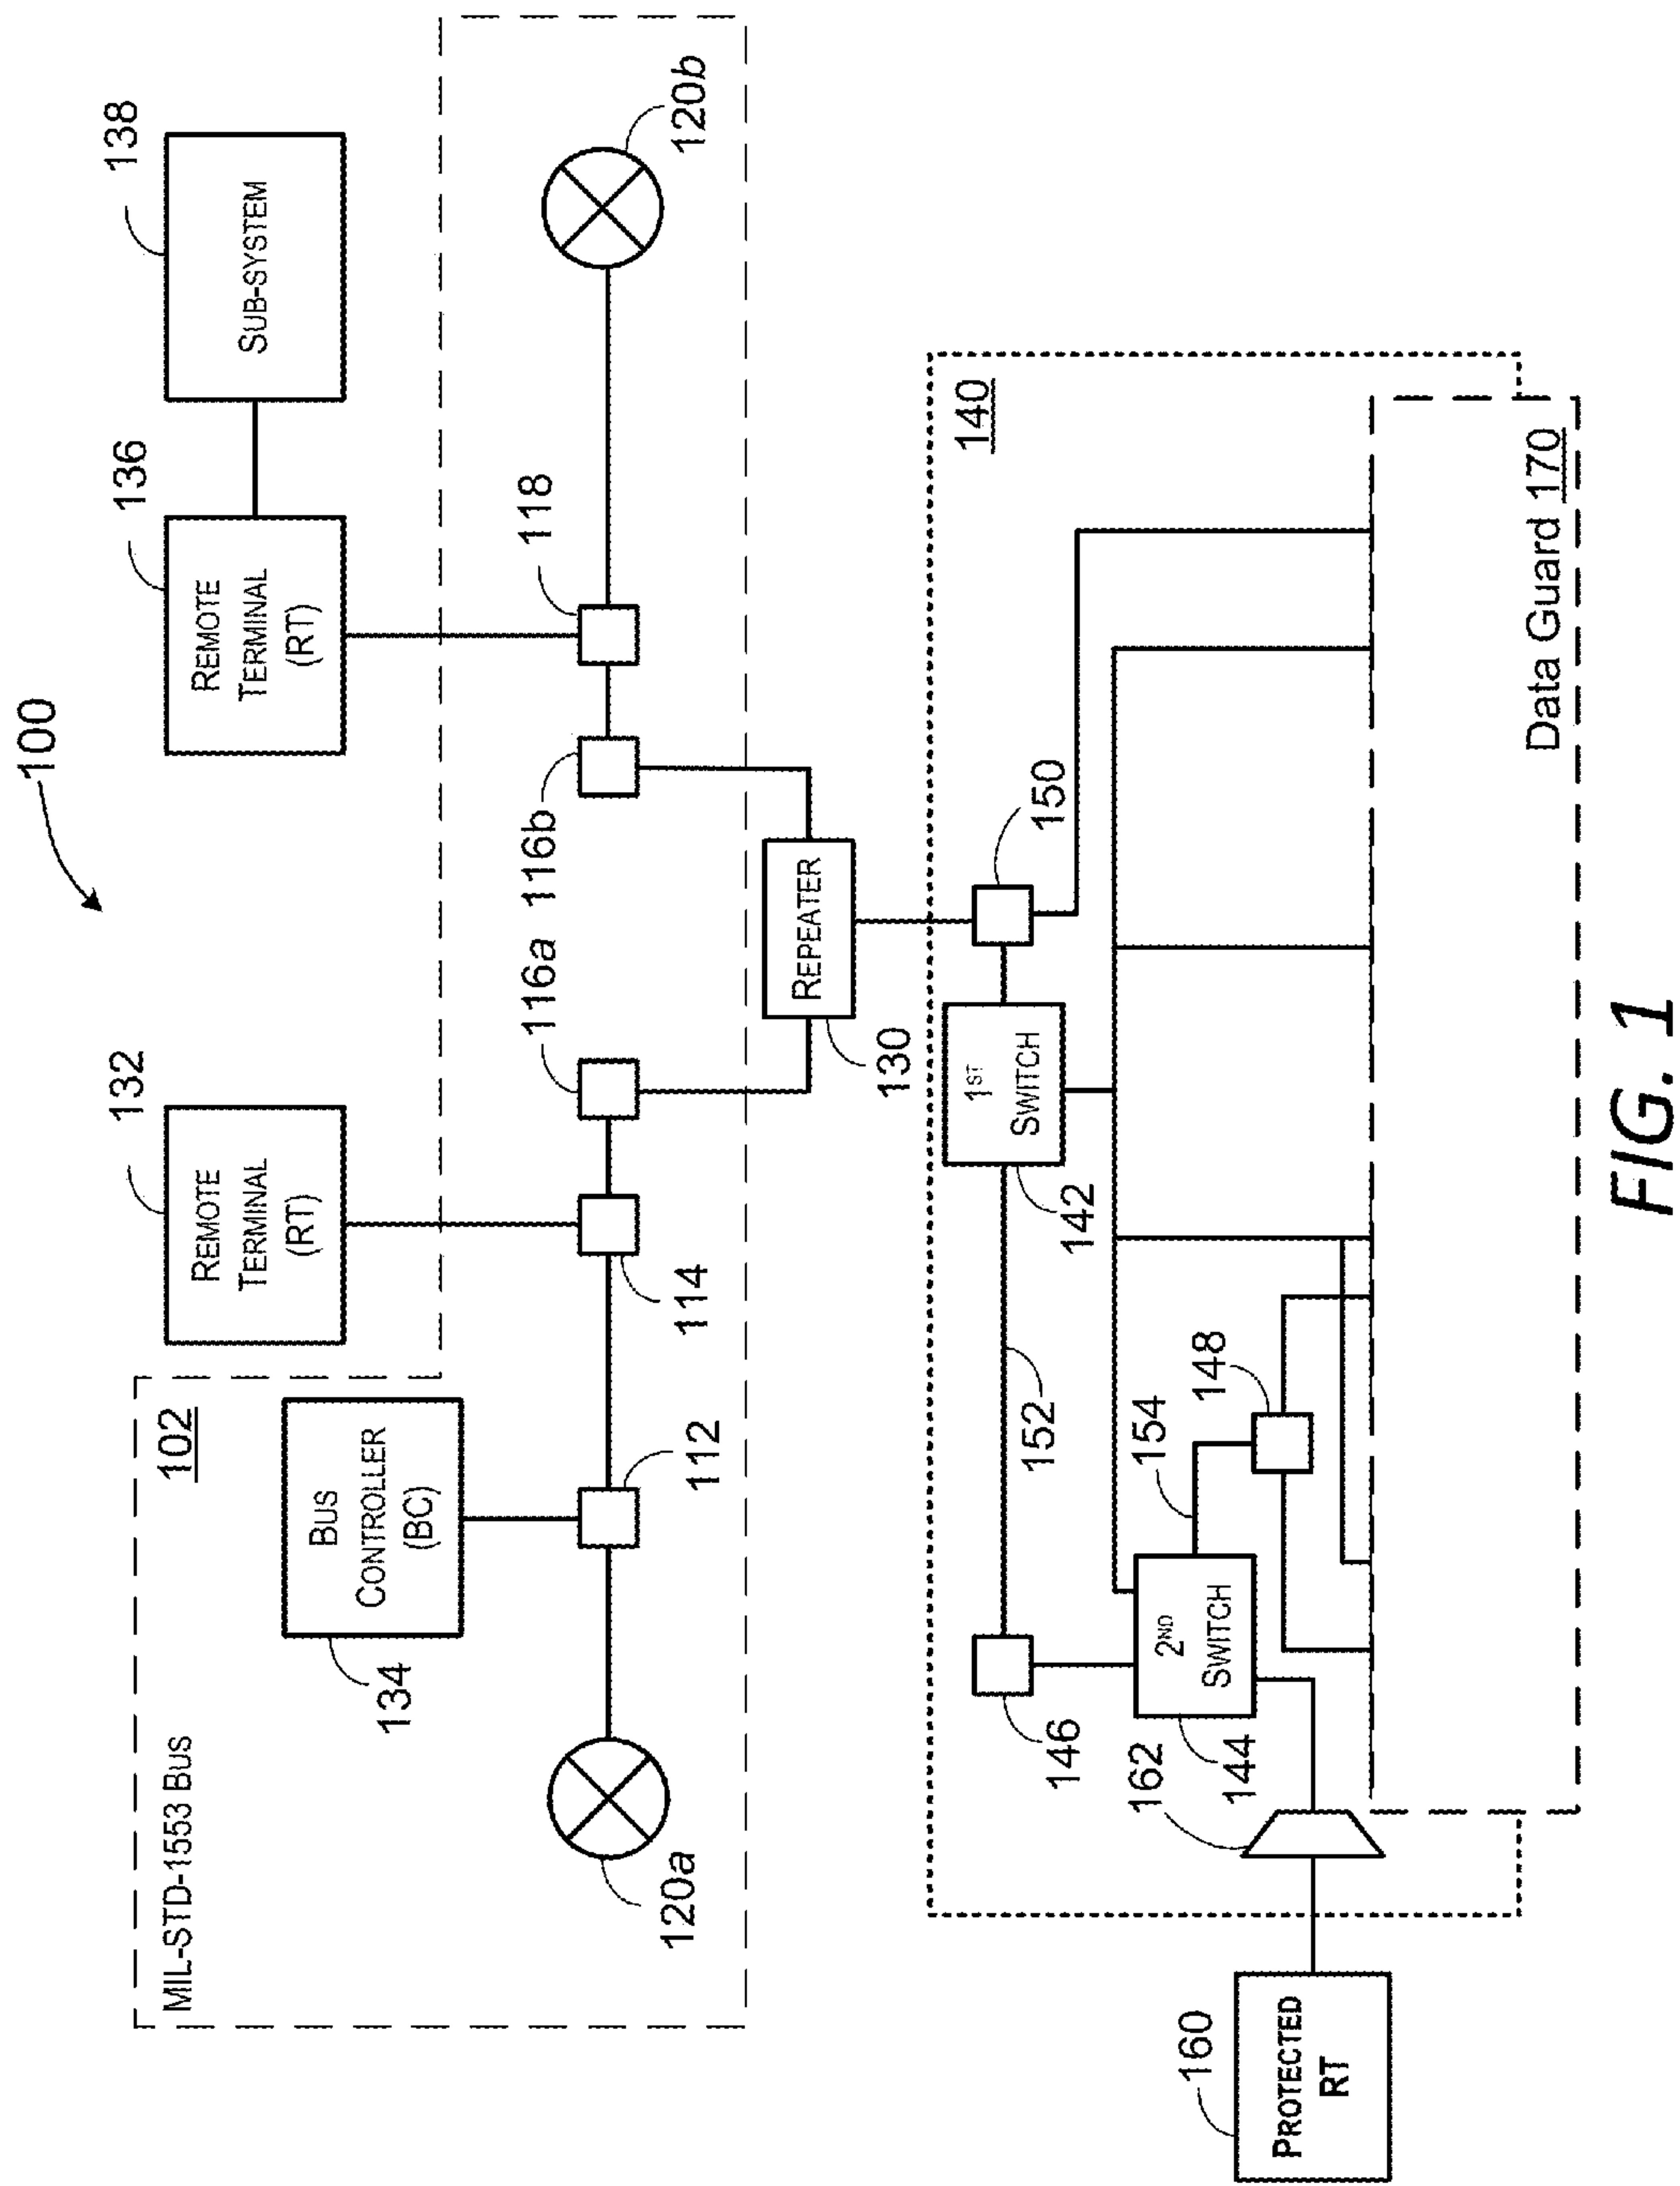 100
MIL-STD-1553 BUS
102
BUS
CONTROLLER
(BC)
134
REMOTE
TERMINAL
(RT)
132
REMOTE
TERMINAL
(RT)
136
SUB-SYSTEM
138
120a
112
114
116a
116b
118
120b
REPEATER
130
140
150
1ST
SWITCH
142
152
146
2ND
SWITCH
144
154
148
162
PROTECTED
RT
160
Data Guard 170
FIG. 1